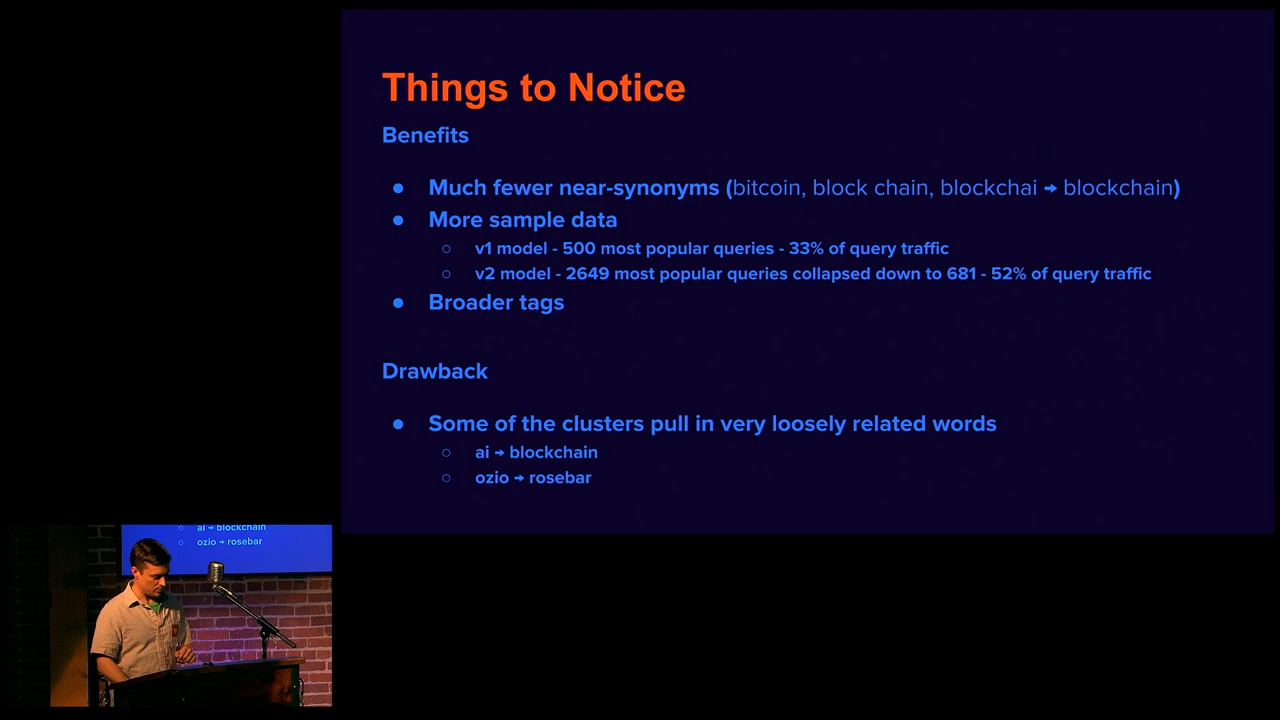 Things to Notice
Benefits
● Much fewer near-synonyms (bitcoin, block chain, blockchai → blockchain)
● More sample data
○ v1 model - 500 most popular queries - 33% of query traffic
○ v2 model - 2649 most popular queries collapsed down to 681 - 52% of query traffic
● Broader tags
Drawback
● Some of the clusters pull in very loosely related words
○ ai → blockchain
○ ozio → rosebar
○ ai → blockchain
○ ozio → rosebar